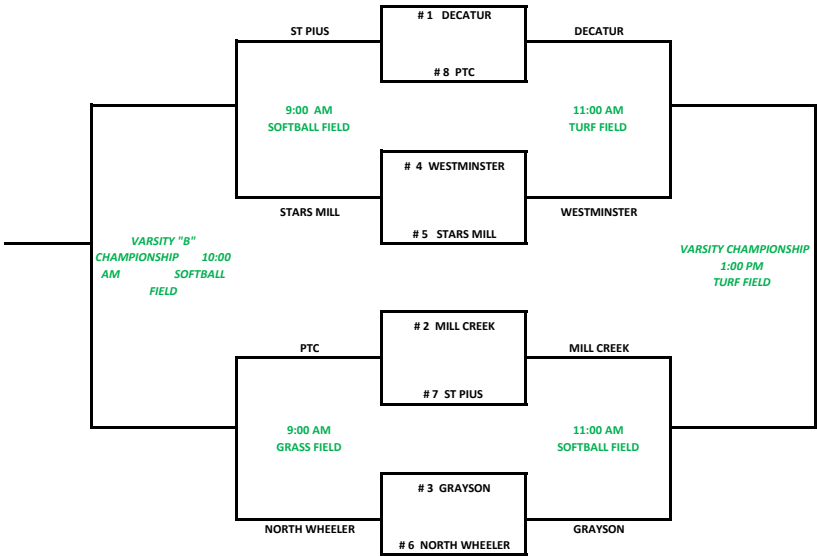 # 1 DECATUR
ST PIUS
DECATUR
# 8 PTC
9:00 AM
SOFTBALL FIELD
11:00 AM
TURF FIELD
# 4 WESTMINSTER
STARS MILL
WESTMINSTER
# 5 STARS MILL
VARSITY "B"
CHAMPIONSHIP 10:00
AM SOFTBALL
FIELD
VARSITY CHAMPIONSHIP
1:00 PM
TURF FIELD
# 2 MILL CREEK
PTC
MILL CREEK
# 7 ST PIUS
9:00 AM
GRASS FIELD
11:00 AM
SOFTBALL FIELD
# 3 GRAYSON
NORTH WHEELER
GRAYSON
# 6 NORTH WHEELER